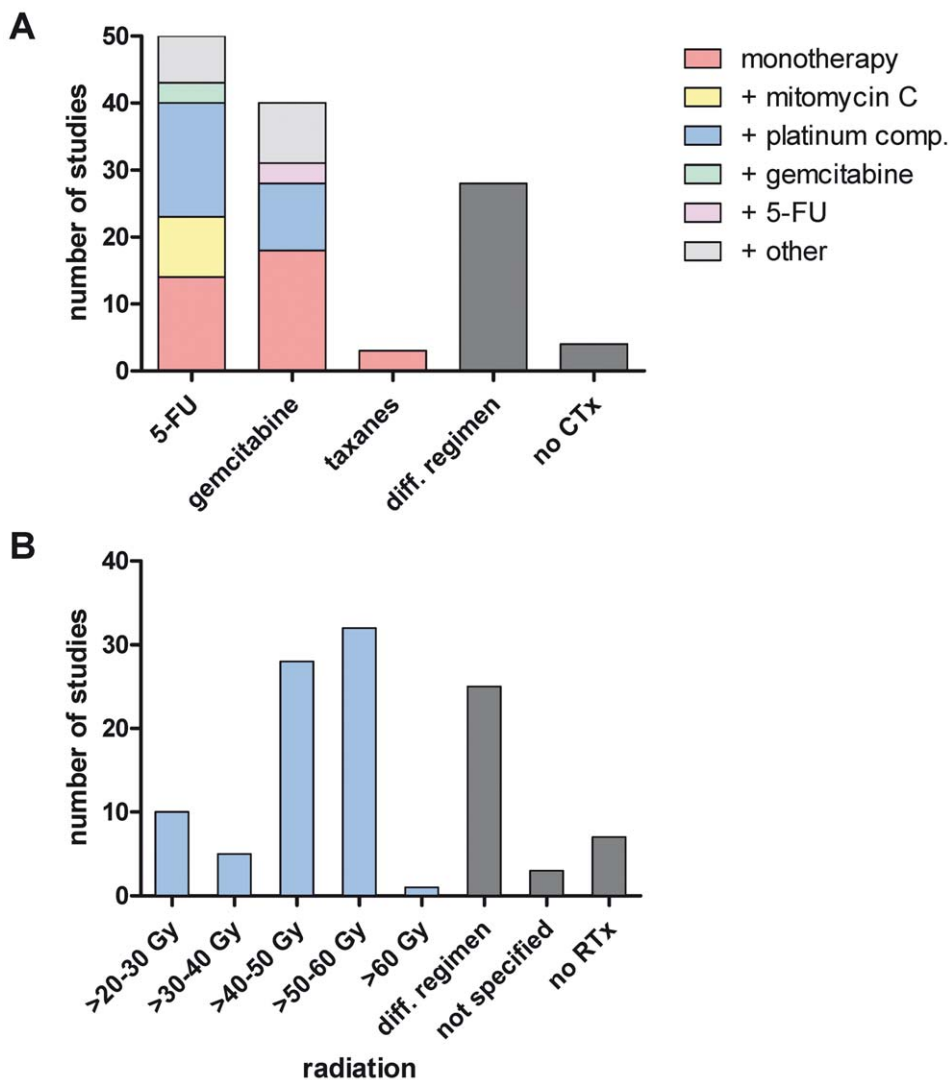 A
number of studies
50
40
30
20
10
0
5-FU
gemcitabine
taxanes
diff. regimen
no CTx
monotherapy
+ mitomycin C
+ platinum comp.
+ gemcitabine
+ 5-FU
+ other
B
number of studies
40
30
20
10
0
>20-30 Gy
>30-40 Gy
>40-50 Gy
>50-60 Gy
>60 Gy
diff. regimen
not specified
no RTx
radiation